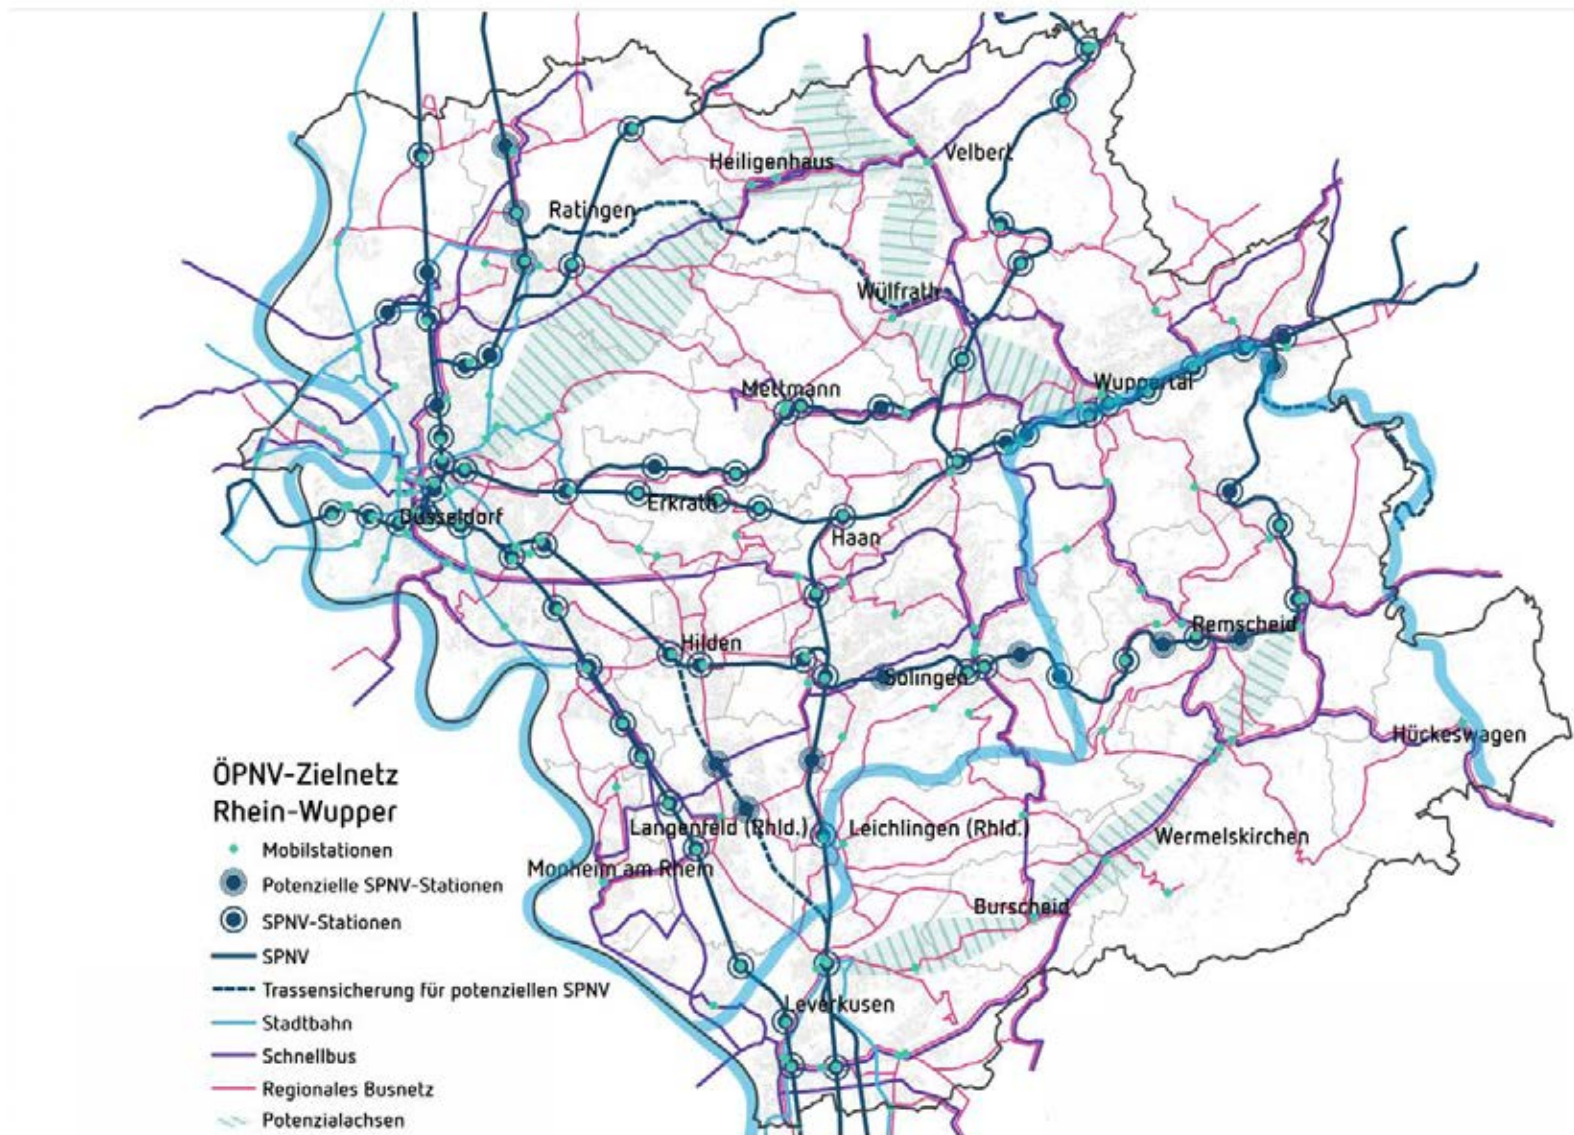 Velbert
Heiligenhaus
Ratingen
Wülfrath
Wuppertal
Mettmann
Erkrath
Düsseldorf
Haan
Remscheid
Hilden
Solingen
Hückeswagen
Langenfeld (Rhld.)
Leichlingen (Rhld.)
Wermelskirchen
Monheim am Rhein
Burscheid
Leverkusen
ÖPNV-Zielnetz
Rhein-Wupper
Mobilstationen
Potenzielle SPNV-Stationen
SPNV-Stationen
SPNV
Trassensicherung für potenziellen SPNV
Stadtbahn
Schnellbus
Regionales Busnetz
Potenzialachsen